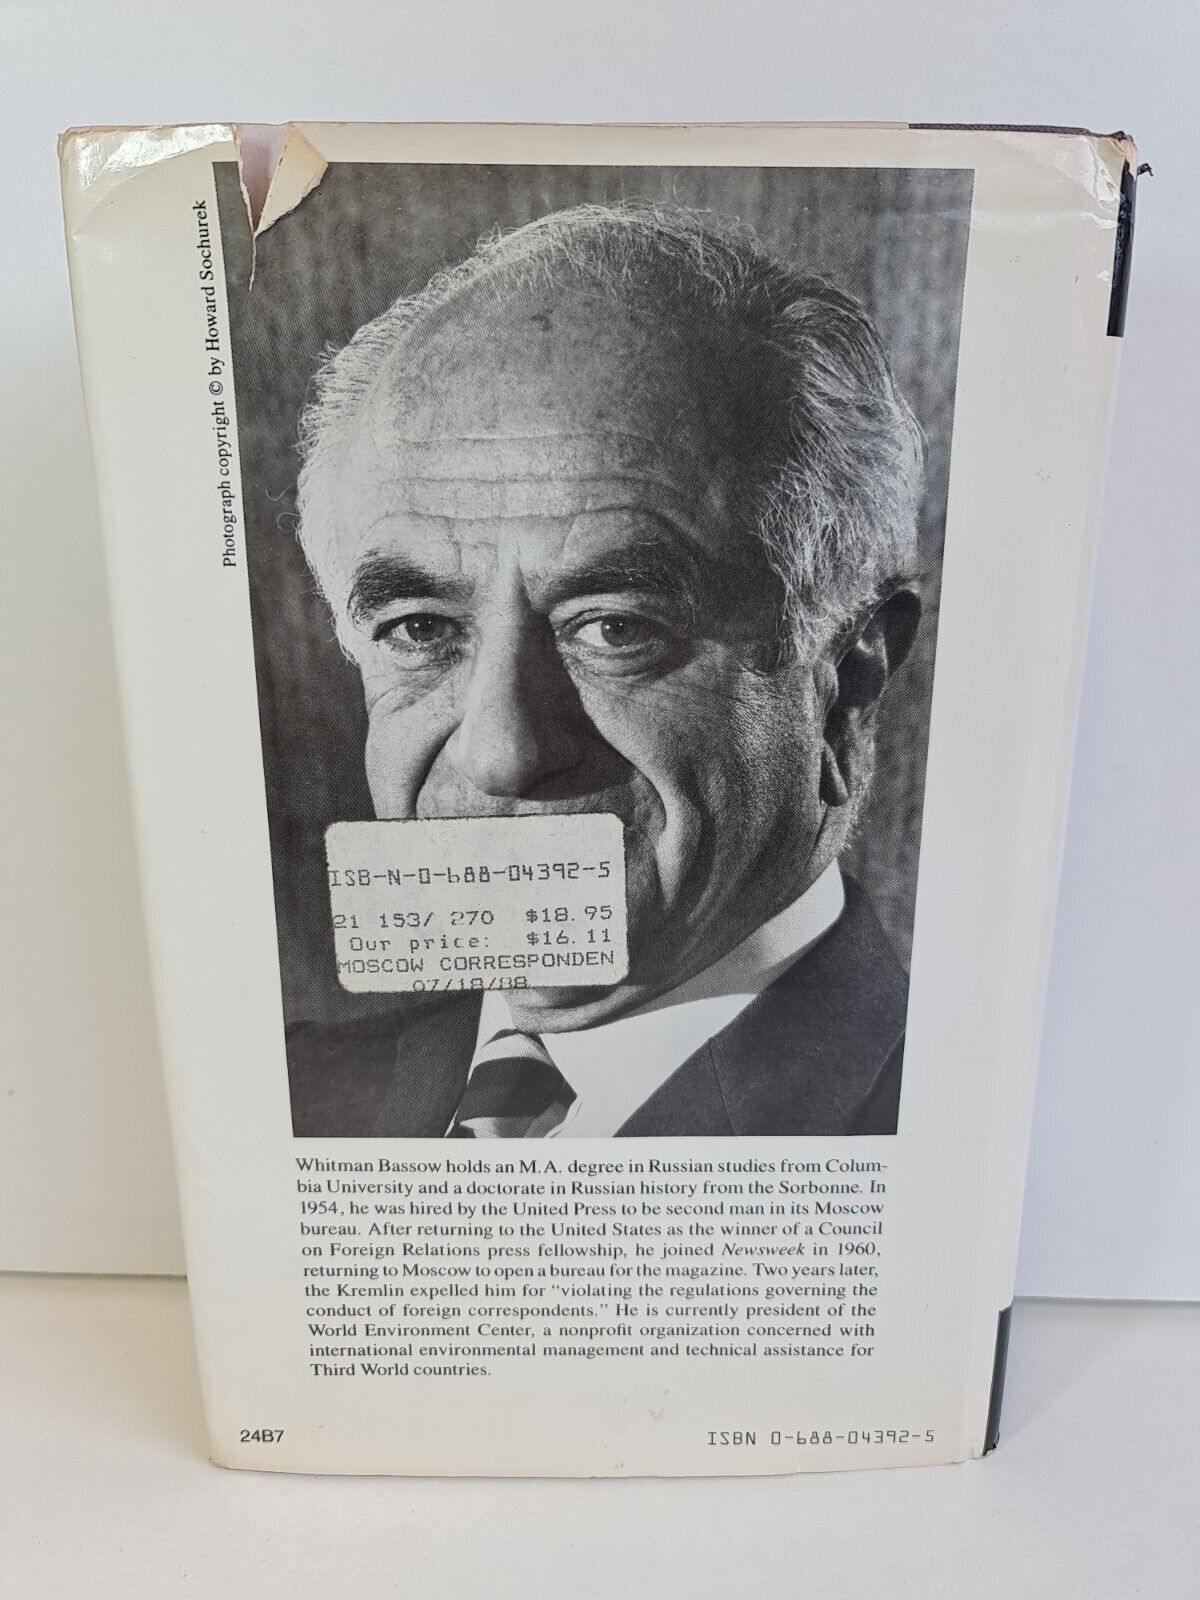 Photograph copyright © by Howard Sochurek
ISB-N-0-688-04392-5
21 153/ 270 $18.95
Our price: $16.11
MOSCOW CORRESPONDEN
07/18/88
Whitman Bassow holds an M.A. degree in Russian studies from Colum-
bia University and a doctorate in Russian history from the Sorbonne. In
1954, he was hired by the United Press to be second man in its Moscow
bureau. After returning to the United States as the winner of a Council
on Foreign Relations press fellowship, he joined Newsweek in 1960,
returning to Moscow to open a bureau for the magazine. Two years later,
the Kremlin expelled him for “violating the regulations governing the
conduct of foreign correspondents.” He is currently president of the
World Environment Center, a nonprofit organization concerned with
international environmental management and technical assistance for
Third World countries.
24B7
ISBN 0-688-04392-5